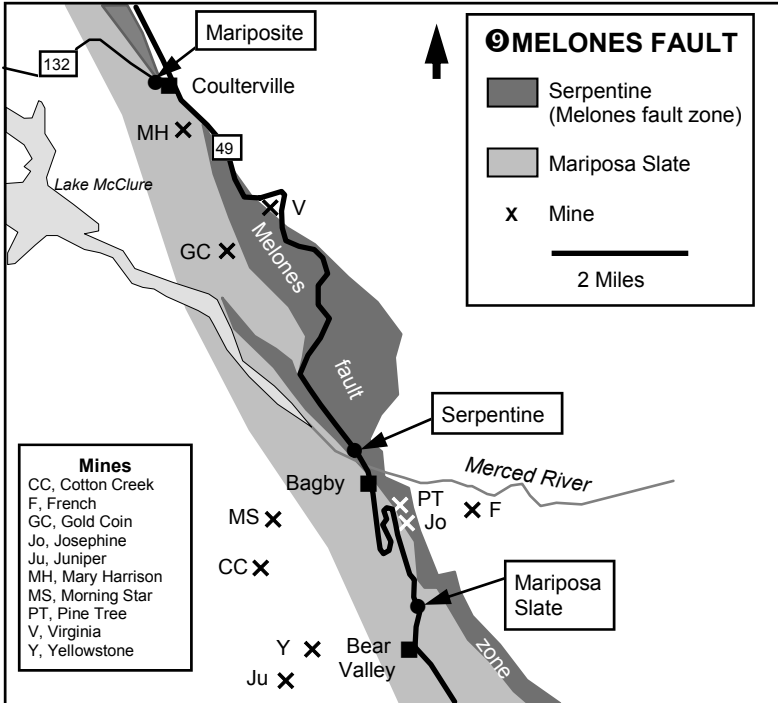 Mariposite
132
Coulterville
MH
49
Lake McClure
V
GC
Melones
fault
❾MELONES FAULT
Serpentine
(Melones fault zone)
Mariposa Slate
x Mine
2 Miles
Serpentine
Merced River
Bagby
PT
F
Jo
MS
CC
Mariposa
Slate
Y
Bear
Valley
Ju
zone
Mines
CC, Cotton Creek
F, French
GC, Gold Coin
Jo, Josephine
Ju, Juniper
MH, Mary Harrison
MS, Morning Star
PT, Pine Tree
V, Virginia
Y, Yellowstone